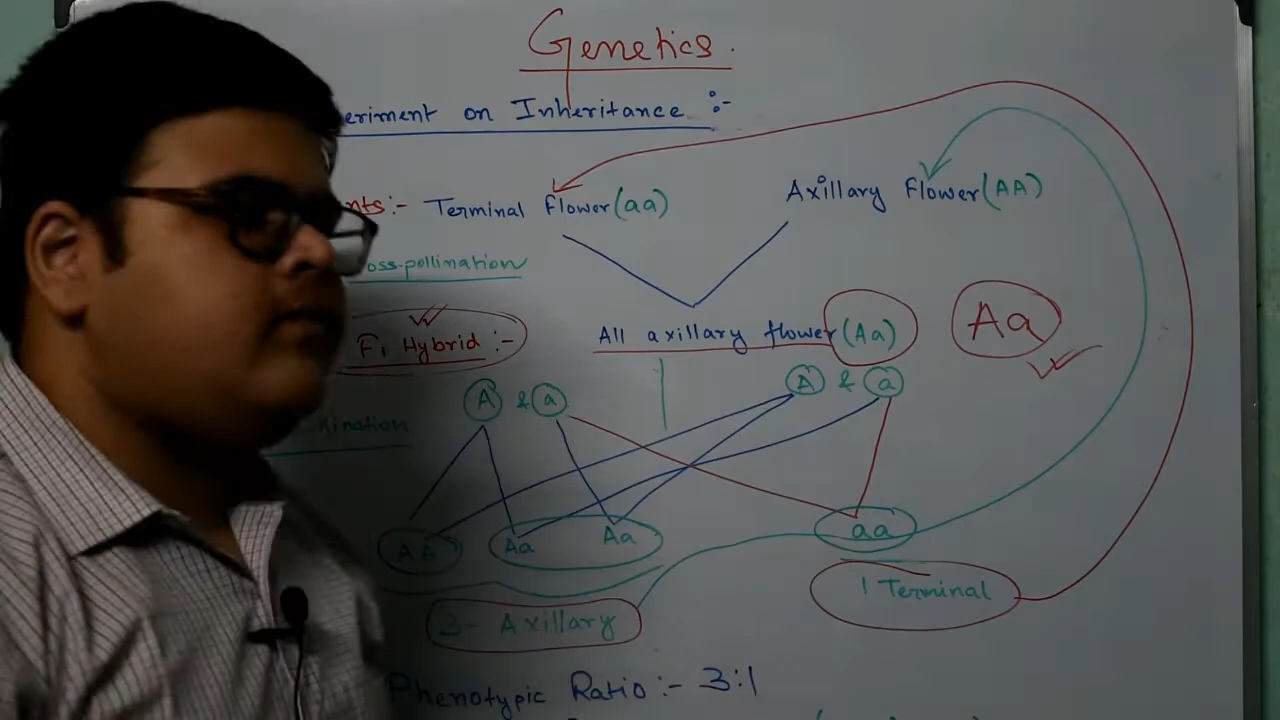 Genetics.
eriment on Inheritance :-
nts:- Terminal Flower(aa) Axillary Flower(AA)
oss-pollination
F1 Hybrid :- All axillary flower(Aa) Aa
A & a A & a
AA Aa Aa aa
3- Axillary 1 Terminal
Phenotypic Ratio :- 3:1